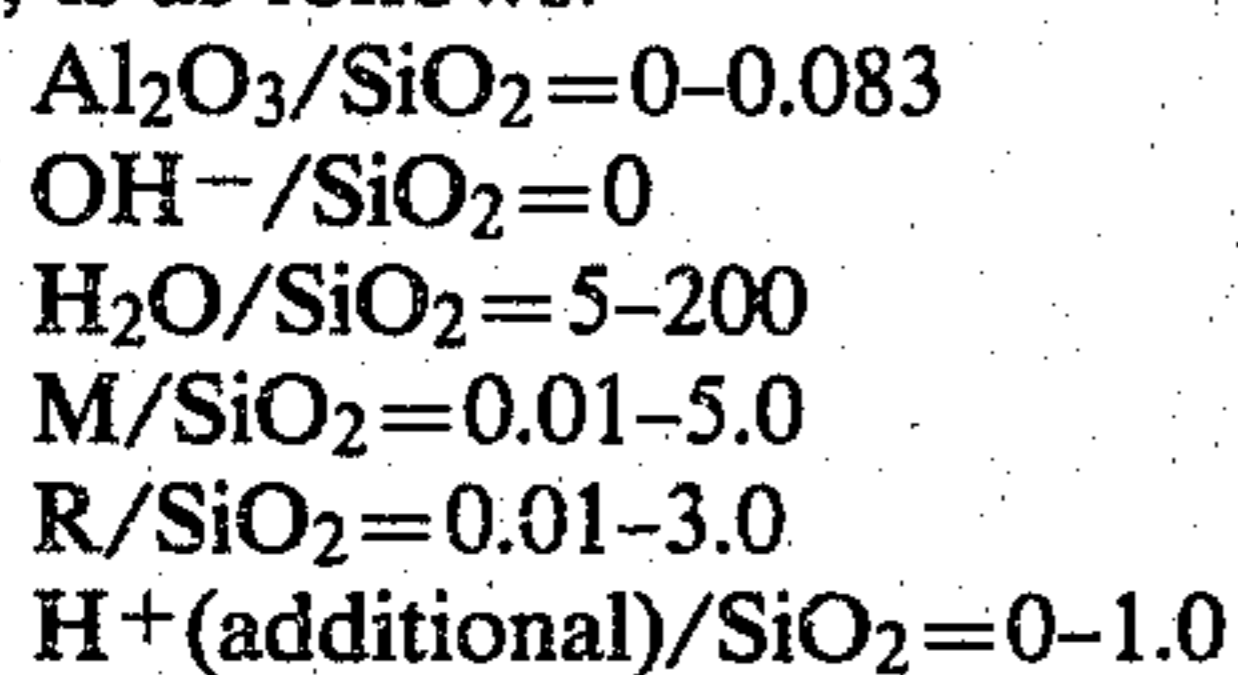 Al₂O₃/SiO₂=0–0.083
OH⁻/SiO₂=0
H₂O/SiO₂=5–200
M/SiO₂=0.01–5.0
R/SiO₂=0.01–3.0
H⁺(additional)/SiO₂=0–1.0